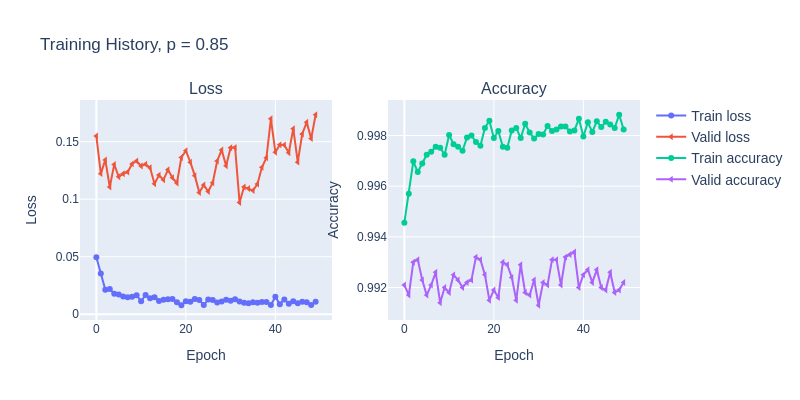 Training History, p = 0.85
Loss
Accuracy
Loss
0.15
0.1
0.05
0
0
20
40
Epoch
Accuracy
0.998
0.996
0.994
0.992
0
20
40
Epoch
Train loss
Valid loss
Train accuracy
Valid accuracy